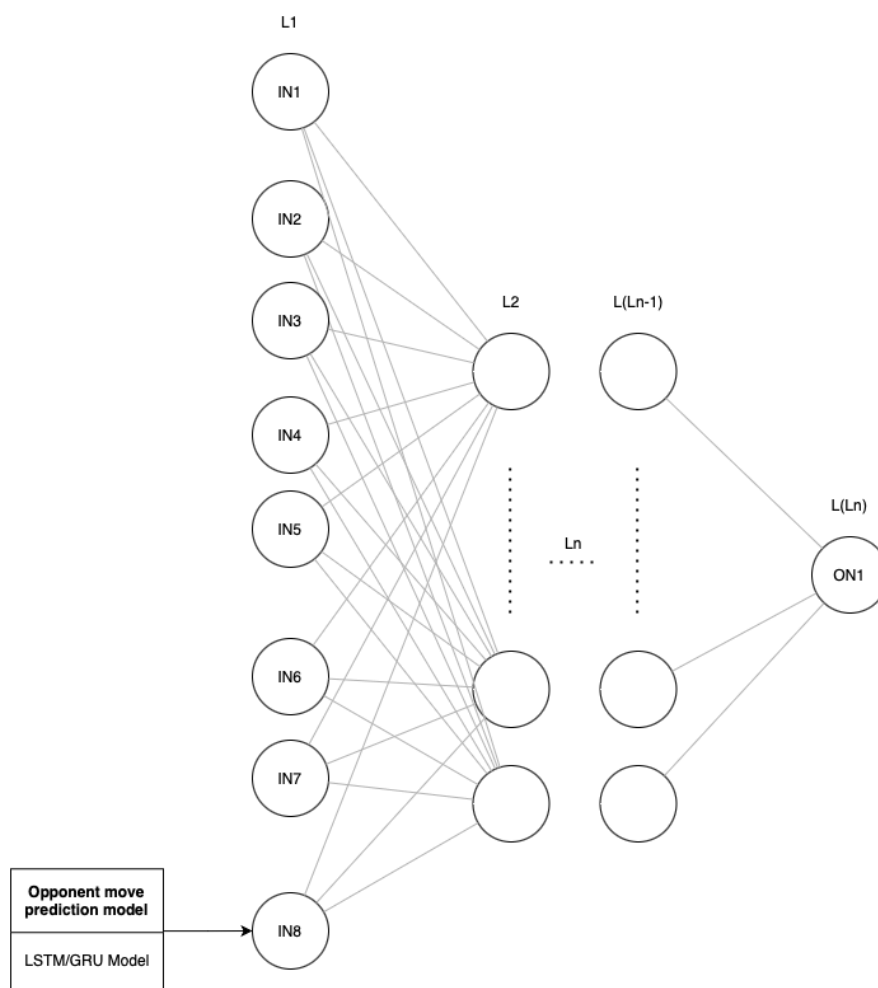 L1
IN1
IN2
IN3
L2
L(Ln-1)
IN4
IN5
L(Ln)
Ln
ON1
IN6
IN7
Opponent move
prediction model
LSTM/GRU Model
IN8